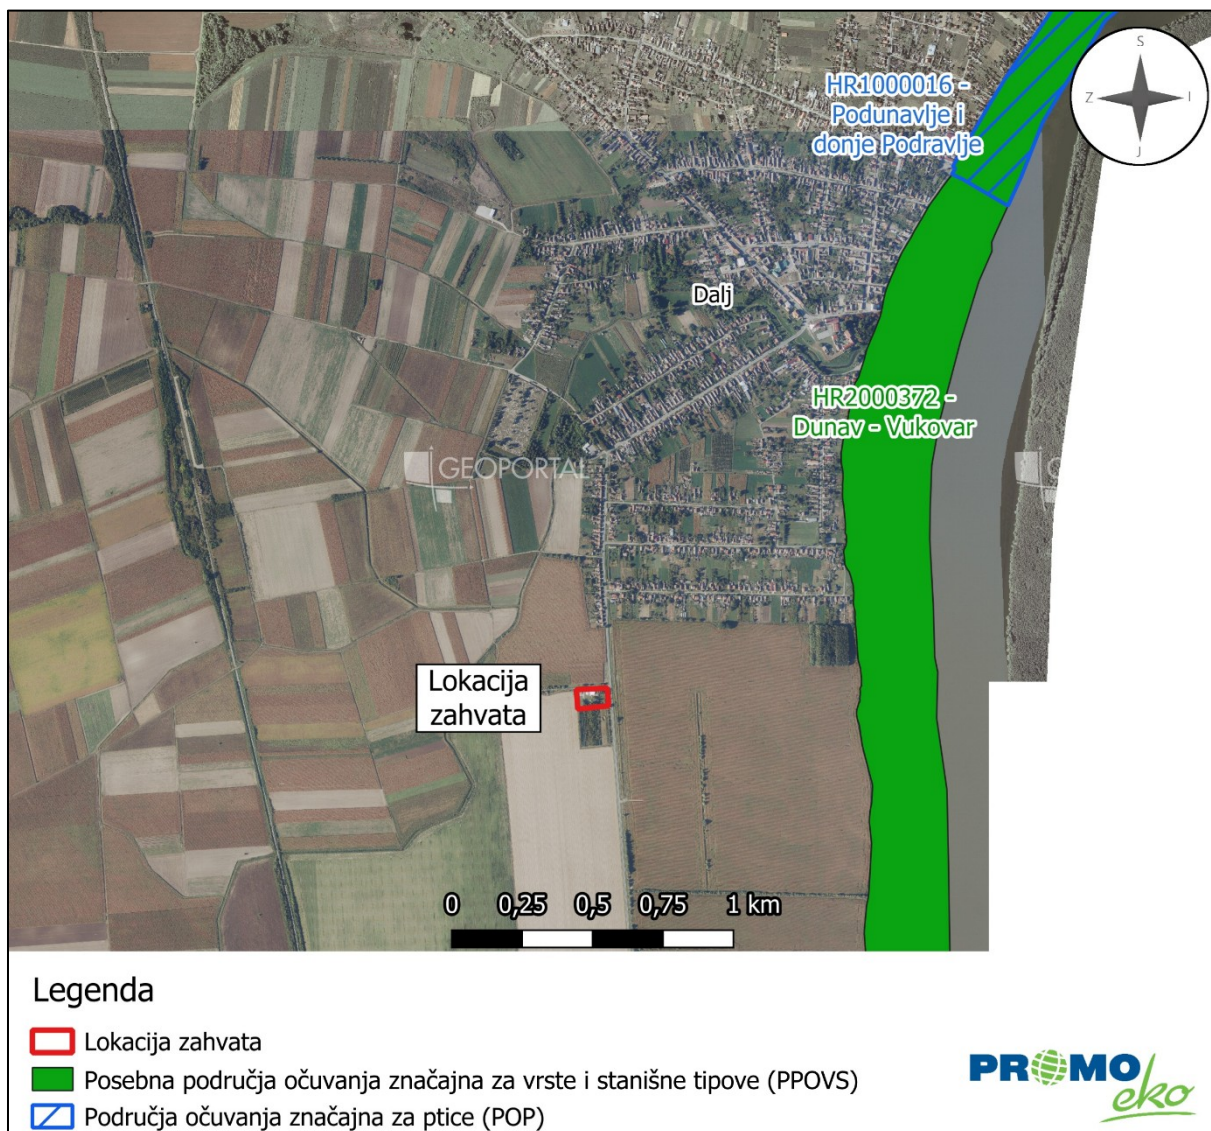 S
Z
I
J
HR1000016 -
Podunavlje i
donje Podravlje
Dalj
HR2000372 -
Dunav - Vukovar
GEOPORTAL
G
Lokacija
zahvata
0 0,25 0,5 0,75 1 km
Legenda
Lokacija zahvata
Posebna područja očuvanja značajna za vrste i stanišne tipove (PPOVS)
Područja očuvanja značajna za ptice (POP)
PROMO
eko